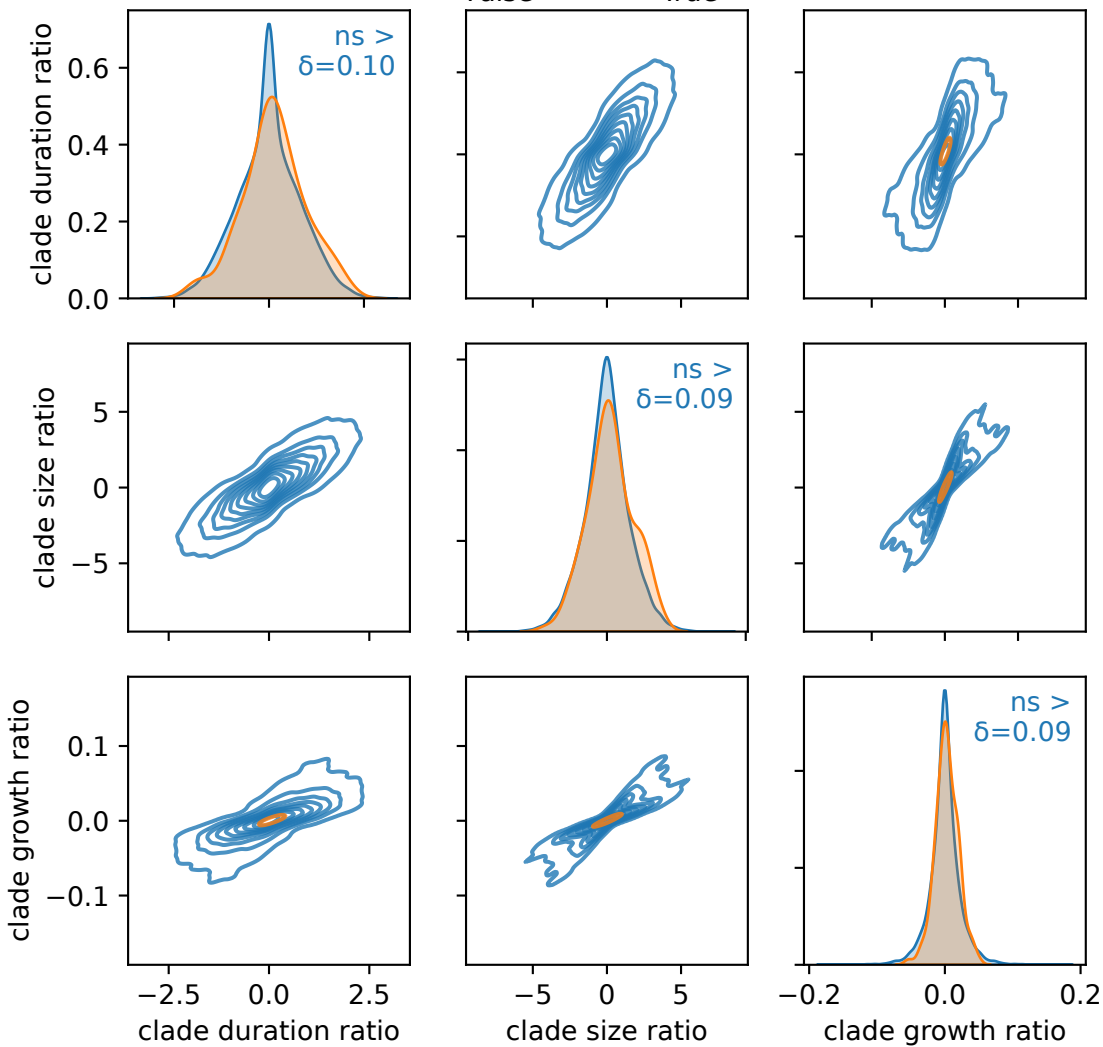 clade duration ratio
0.6
0.4
0.2
0.0
ns >
δ=0.10
clade size ratio
5
0
−5
ns >
δ=0.09
clade growth ratio
0.1
0.0
−0.1
ns >
δ=0.09
−2.5 0.0 2.5
−5 0 5
−0.2 0.0 0.2
clade duration ratio
clade size ratio
clade growth ratio